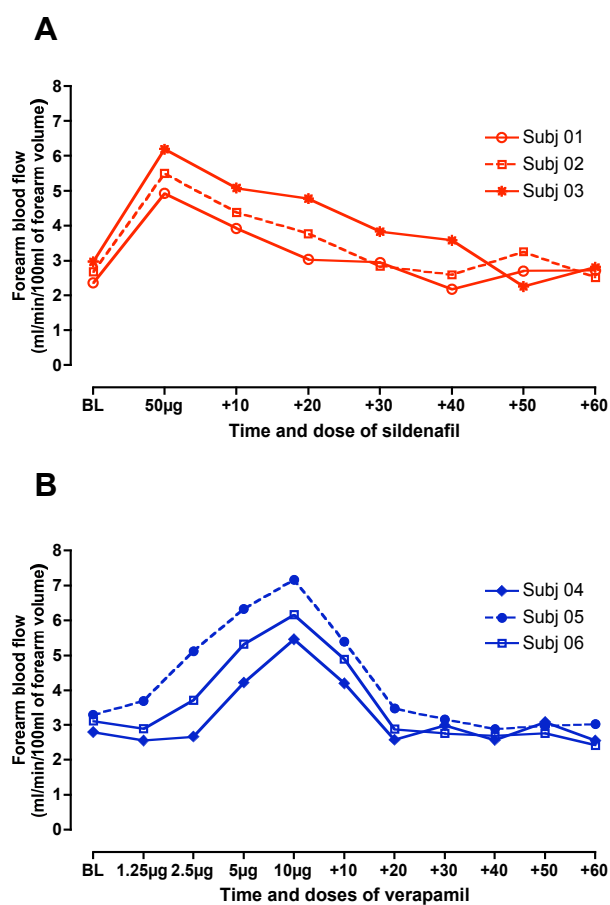 A
Forearm blood flow
(ml/min/100ml of forearm volume)
8
7
6
5
4
3
2
1
0
Subj 01
Subj 02
Subj 03
BL 50µg +10 +20 +30 +40 +50 +60
Time and dose of sildenafil
B
Forearm blood flow
(ml/min/100ml of forearm volume)
8
7
6
5
4
3
2
1
0
Subj 04
Subj 05
Subj 06
BL 1.25µg 2.5µg 5µg 10µg +10 +20 +30 +40 +50 +60
Time and doses of verapamil